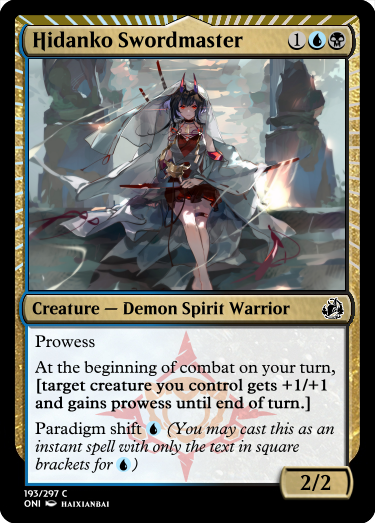 Hidanko Swordmaster 1
Creature — Demon Spirit Warrior
Prowess
At the beginning of combat on your turn,
[target creature you control gets +1/+1
and gains prowess until end of turn.]
Paradigm shift (You may cast this as an
instant spell with only the text in square
brackets for )
2/2
193/297 C
ONI HAIXIANBAI